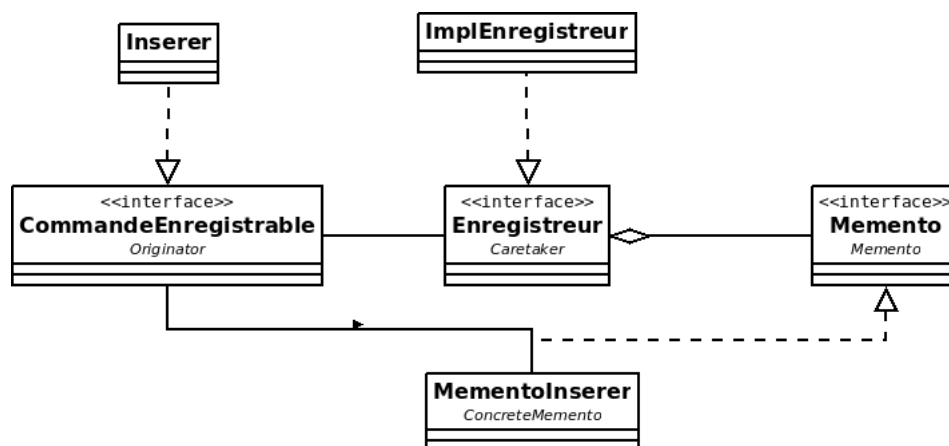 Inserer
ImplEnregistreur
<<interface>>
CommandeEnregistrable
Originator
<<interface>>
Enregistreur
Caretaker
<<interface>>
Memento
Memento
MementoInserer
ConcreteMemento